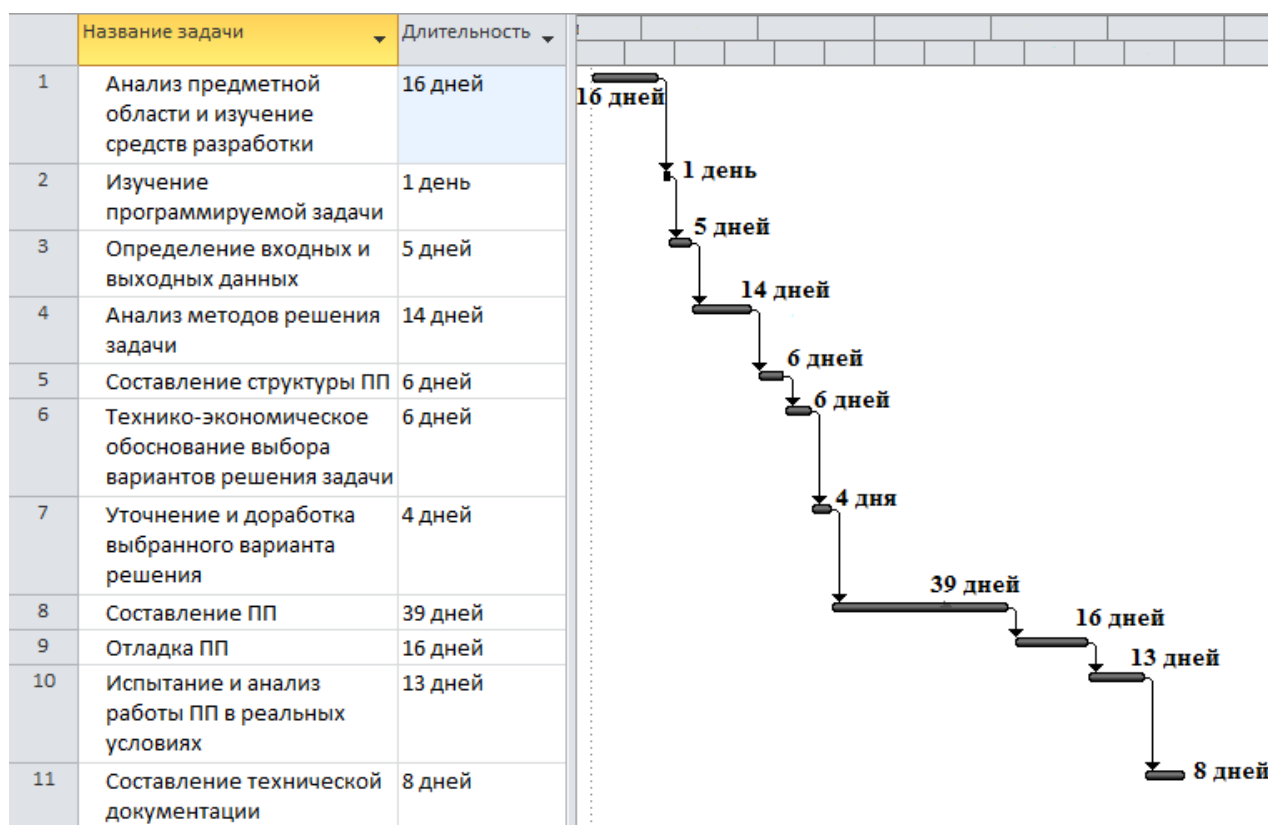 Название задачи
Длительность
1
Анализ предметной
области и изучение
средств разработки
16 дней
16 дней
2
Изучение
программируемой задачи
1 день
1 день
3
Определение входных и
выходных данных
5 дней
5 дней
4
Анализ методов решения
задачи
14 дней
14 дней
5
Составление структуры ПП
6 дней
6 дней
6
Технико-экономическое
обоснование выбора
вариантов решения задачи
6 дней
6 дней
7
Уточнение и доработка
выбранного варианта
решения
4 дней
4 дня
8
Составление ПП
39 дней
39 дней
9
Отладка ПП
16 дней
16 дней
10
Испытание и анализ
работы ПП в реальных
условиях
13 дней
13 дней
11
Составление технической
документации
8 дней
8 дней